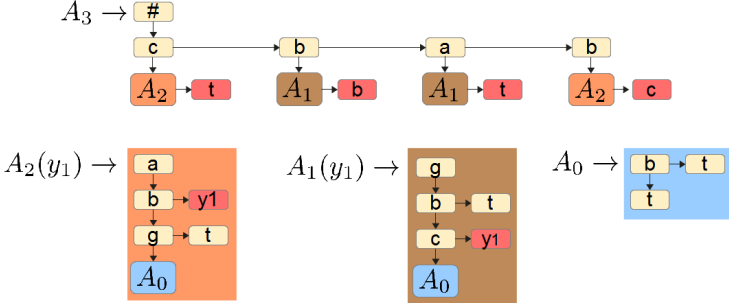 A₃ → #
c b a b
A₂ t A₁ b A₁ t A₂ c
A₂(y₁) → a A₁(y₁) → g A₀ → b t
b y1 b t t
g t c y1
A₀ A₀